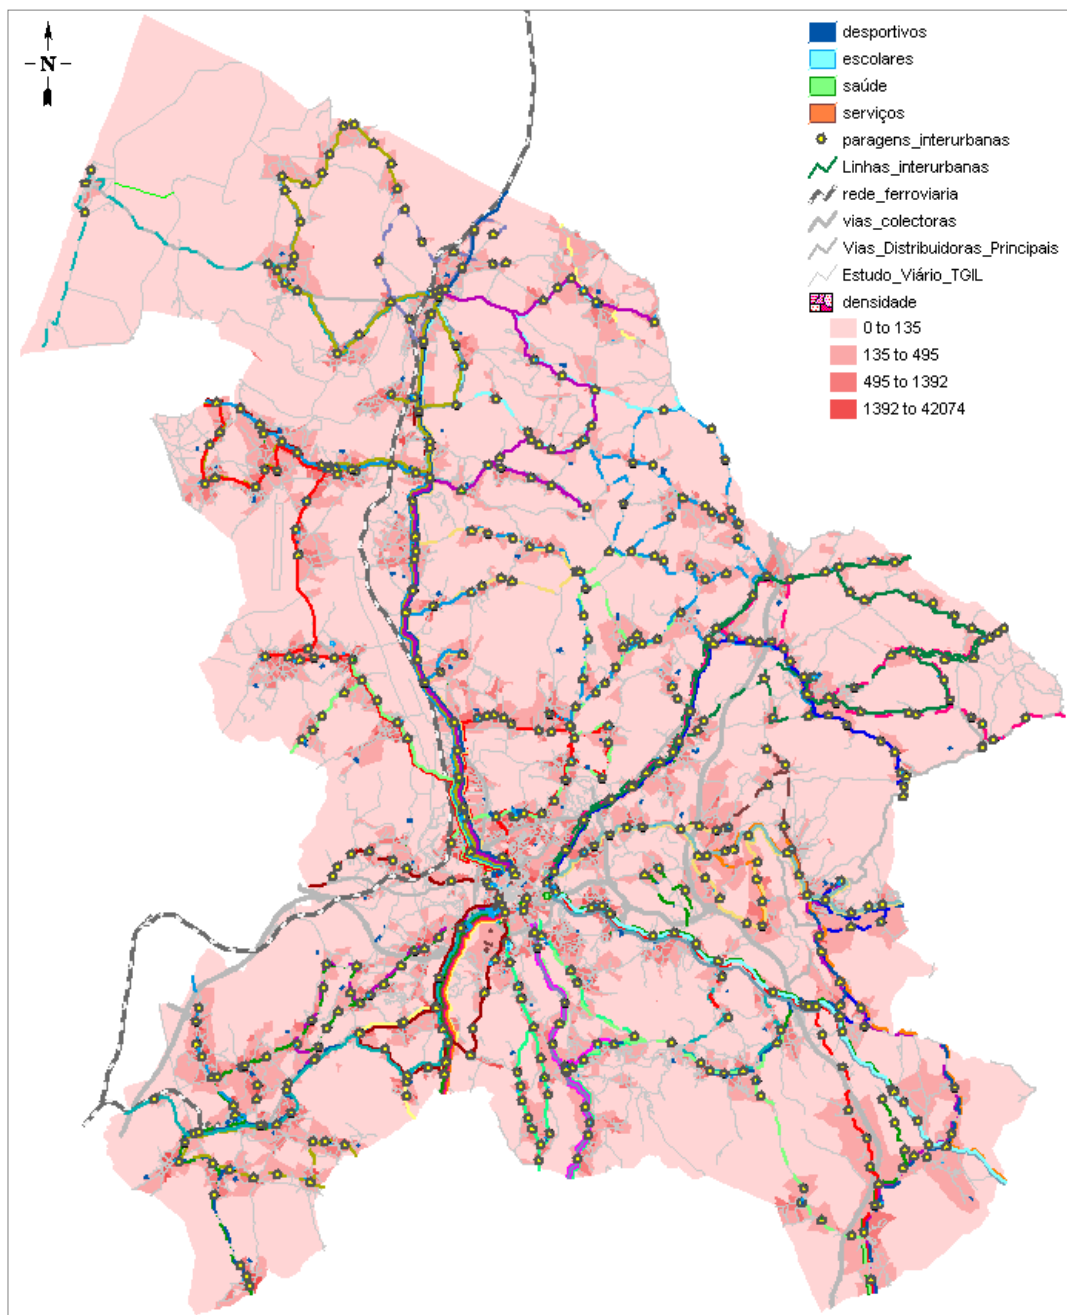 N
desportivos
escolares
saúde
serviços
paragens_interurbanas
Linhas_interurbanas
rede_ferroviaria
vias_colectoras
Vias_Distribuidoras_Principais
Estudo_Viário_TGIL
densidade
0 to 135
135 to 495
495 to 1392
1392 to 42074